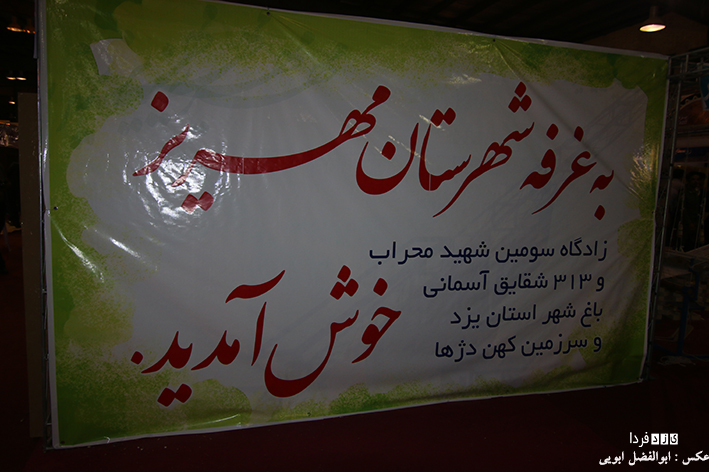 به غرفه شهرستان مهریز
زادگاه سومین شهید محراب
و ۳۱۳ شقایق آسمانی
باغ شهر استان یزد
و سرزمین کهن دژها
خوش آمدید.
یزد فردا
عکس : ابوالفضل ابویی